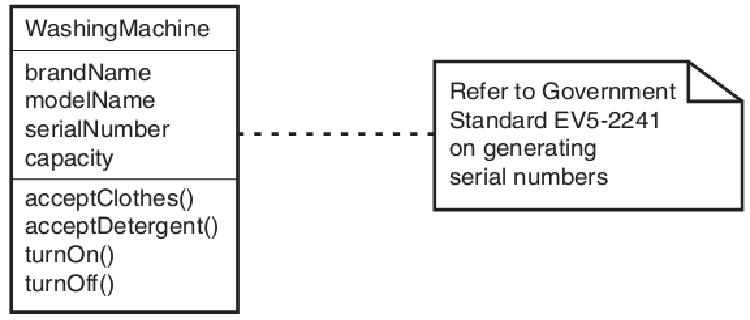 WashingMachine
brandName
modelName
serialNumber
capacity
acceptClothes()
acceptDetergent()
turnOn()
turnOff()
Refer to Government
Standard EV5-2241
on generating
serial numbers